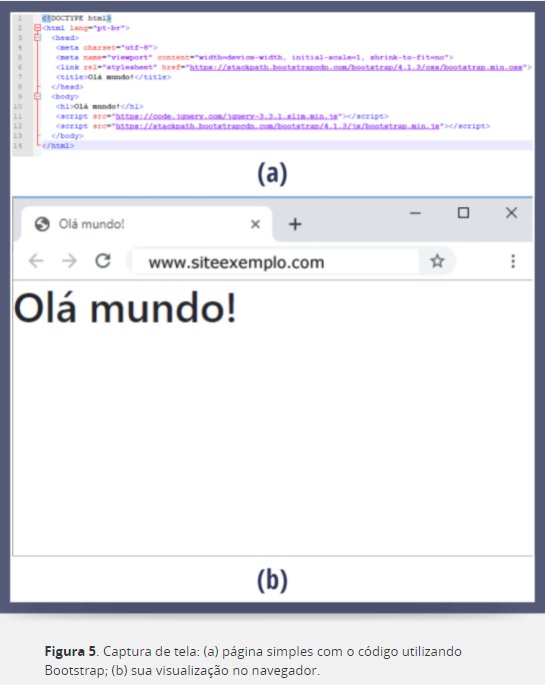 1 <!DOCTYPE html>
2 <html lang="pt-br">
3 <head>
4 <meta charset="utf-8">
5 <meta name="viewport" content="width=device-width, initial-scale=1, shrink-to-fit=no">
6 <link rel="stylesheet" href="https://stackpath.bootstrapcdn.com/bootstrap/4.1.3/css/bootstrap.min.css">
7 <title>Olá mundo!</title>
8 </head>
9 <body>
10 <h1>Olá mundo!</h1>
11 <script src="https://code.jquery.com/jquery-3.3.1.slim.min.js"></script>
12 <script src="https://stackpath.bootstrapcdn.com/bootstrap/4.1.3/js/bootstrap.min.js"></script>
13 </body>
14 </html>
(a)
Olá mundo!
www.siteexemplo.com
Olá mundo!
(b)
Figura 5. Captura de tela: (a) página simples com o código utilizando
Bootstrap; (b) sua visualização no navegador.